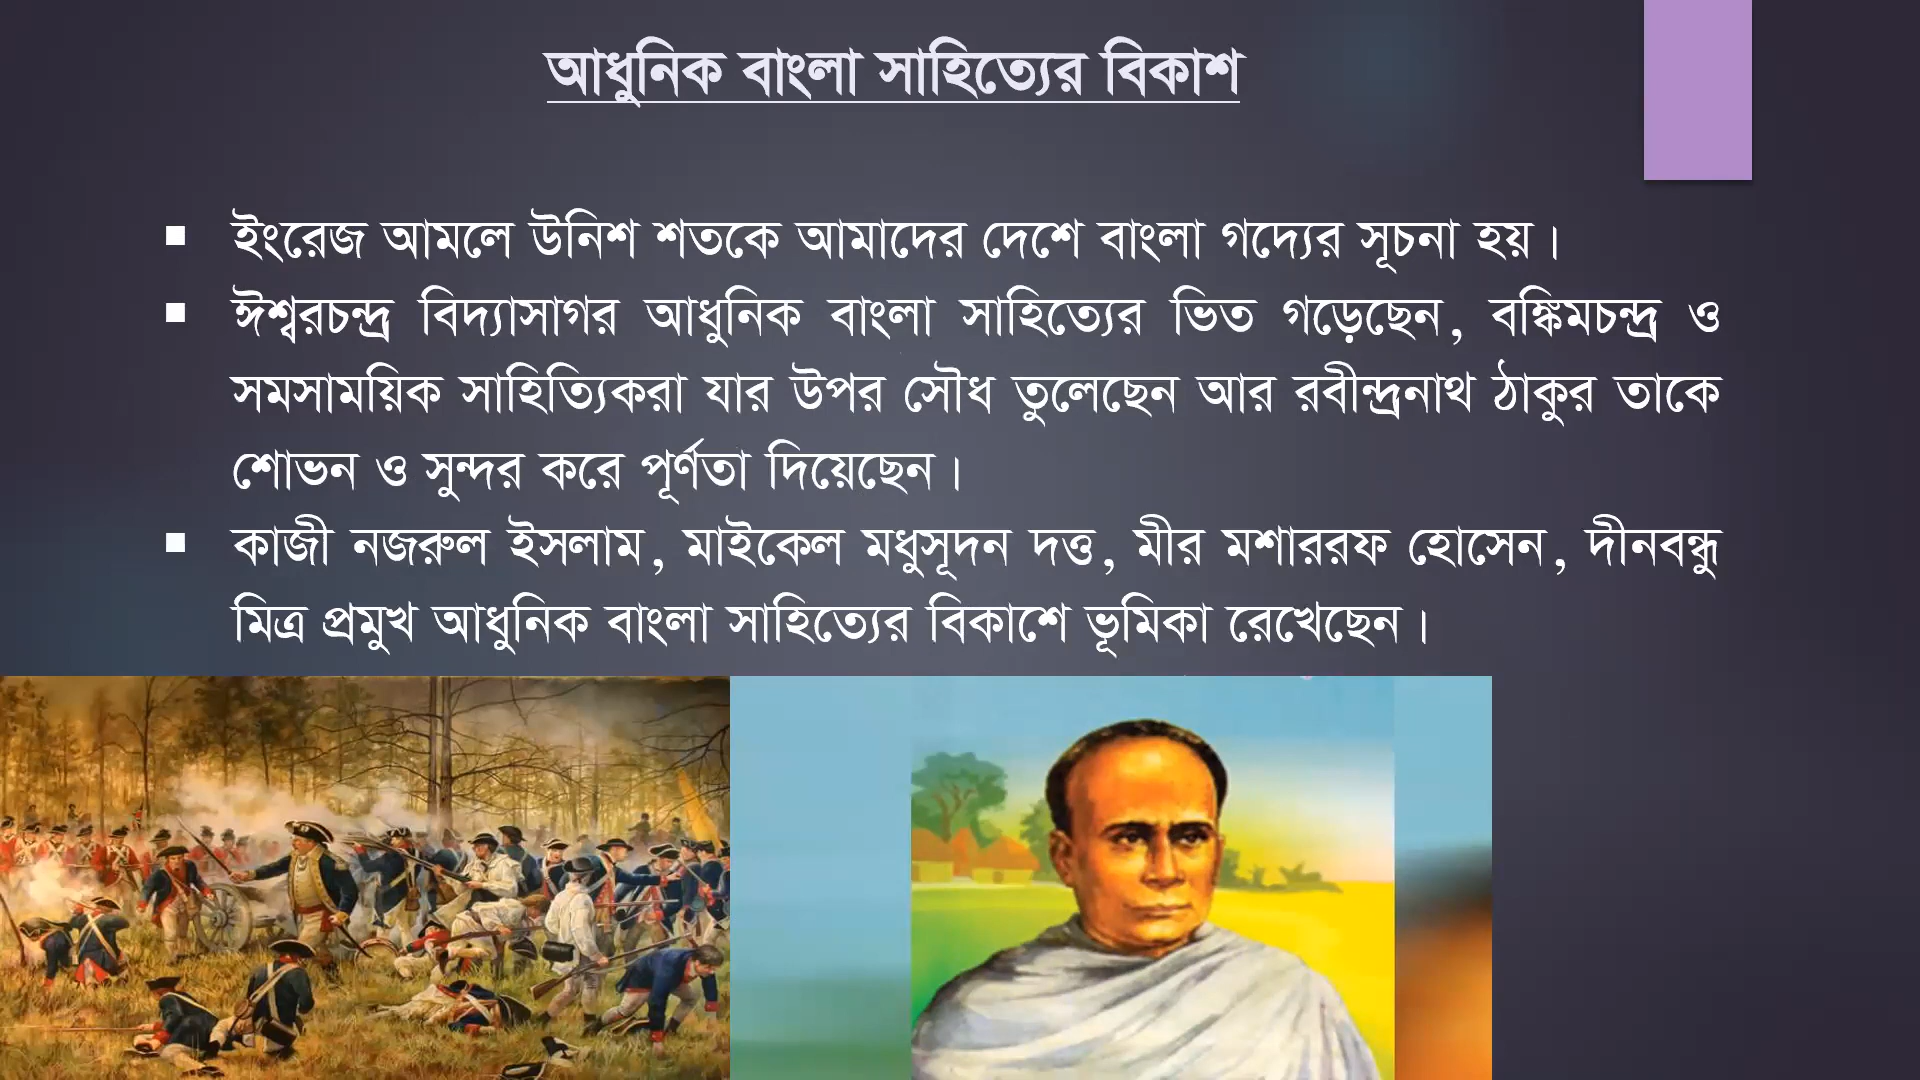 আধুনিক বাংলা সাহিত্যের বিকাশ
▪ ইংরেজ আমলে উনিশ শতকে আমাদের দেশে বাংলা গদ্যের সূচনা হয়।
▪ ঈশ্বরচন্দ্র বিদ্যাসাগর আধুনিক বাংলা সাহিত্যের ভিত গড়েছেন, বঙ্কিমচন্দ্র ও
সমসাময়িক সাহিত্যিকরা যার উপর সৌধ তুলেছেন আর রবীন্দ্রনাথ ঠাকুর তাকে
শোভন ও সুন্দর করে পূর্ণতা দিয়েছেন।
▪ কাজী নজরুল ইসলাম, মাইকেল মধুসূদন দত্ত, মীর মশাররফ হোসেন, দীনবন্ধু
মিত্র প্রমুখ আধুনিক বাংলা সাহিত্যের বিকাশে ভূমিকা রেখেছেন।